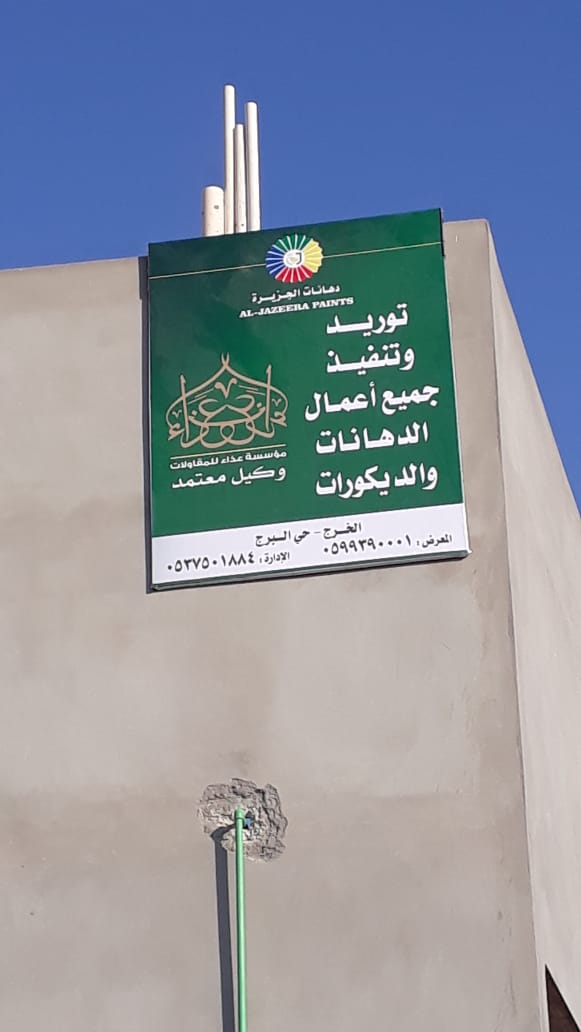 دهانات الجزيرة
AL-JAZEERA PAINTS
توريد
وتنفيذ
جميع أعمال
الدهانات
والديكورات
مؤسسة عذاء للمقاولات
وكيل معتمد
الخرج - حي البرج
المعرض : ٠٥٩٩٣٩٠٠٠١
الإدارة : ٠٥٣٧٥٠١٨٨٤